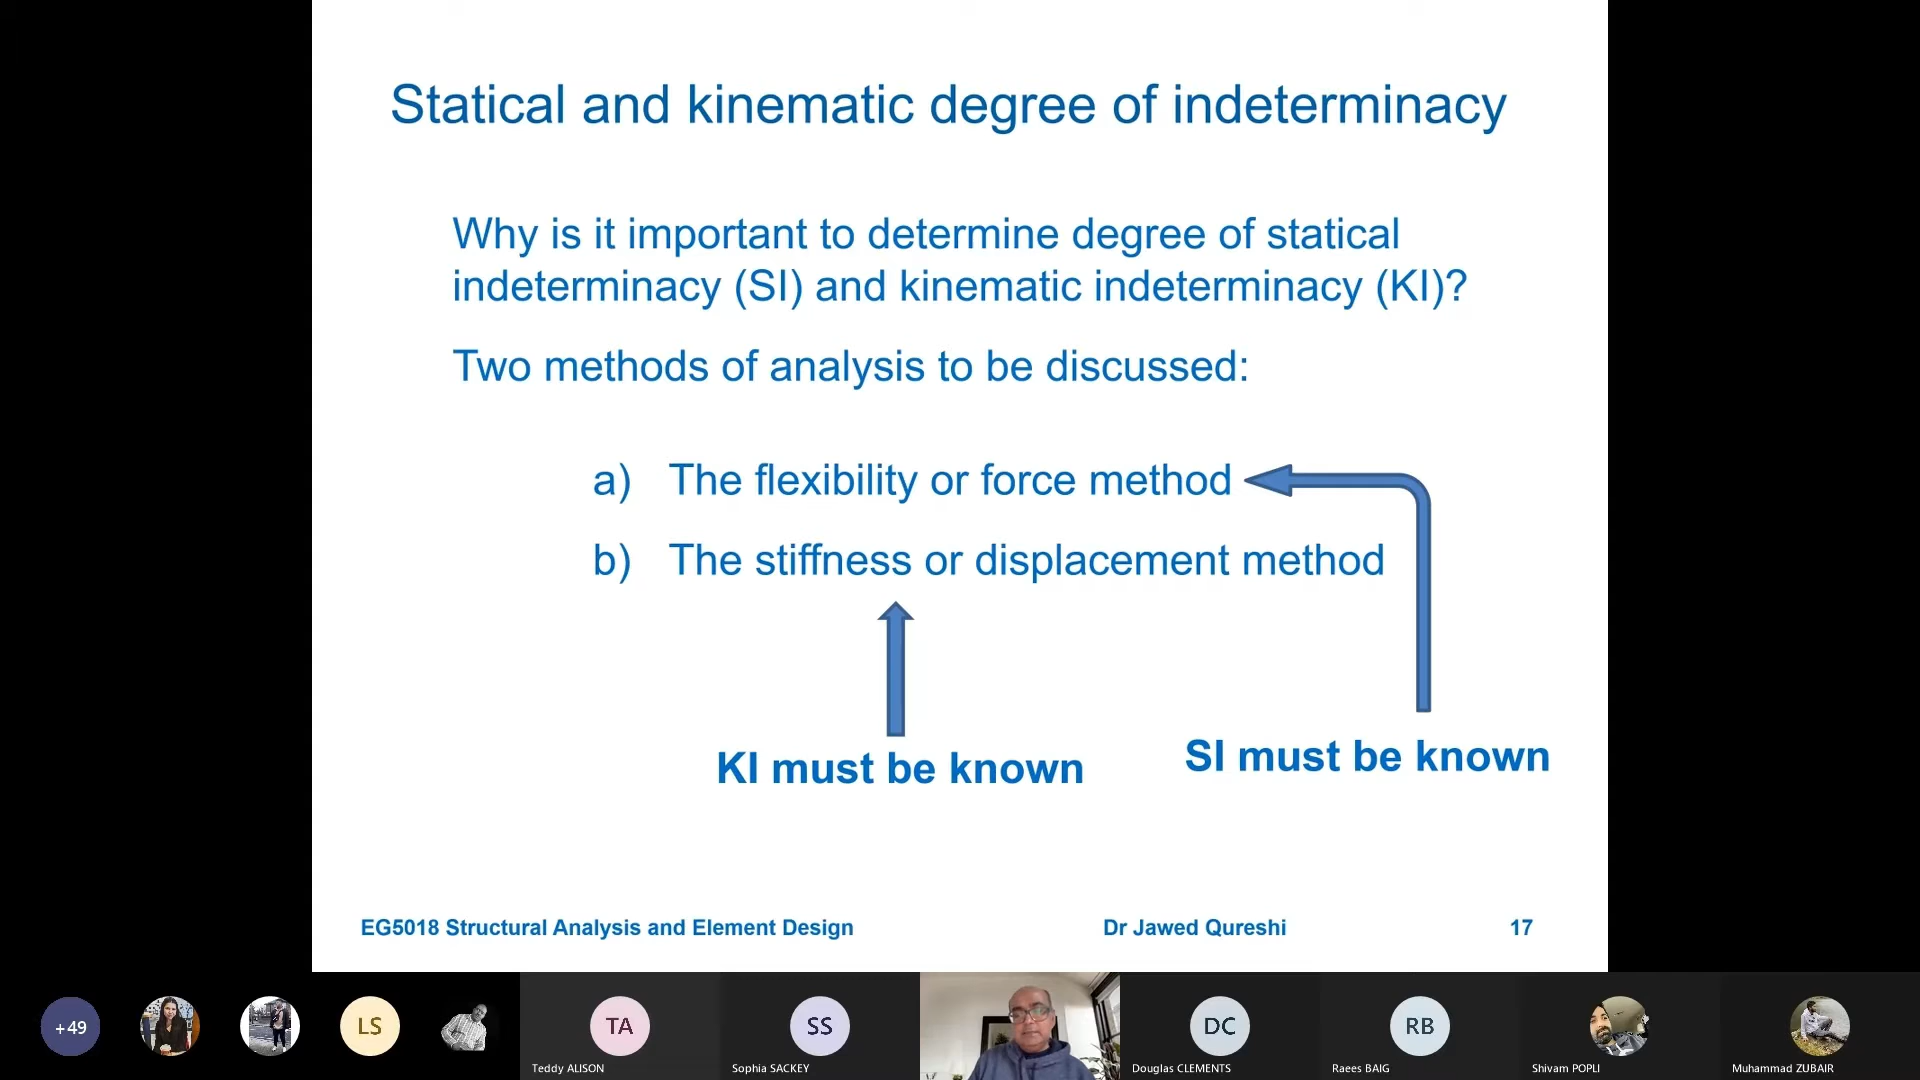 Statical and kinematic degree of indeterminacy
Why is it important to determine degree of statical
indeterminacy (SI) and kinematic indeterminacy (KI)?
Two methods of analysis to be discussed:
a) The flexibility or force method
b) The stiffness or displacement method
KI must be known
SI must be known
EG5018 Structural Analysis and Element Design
Dr Jawed Qureshi
17
+49
LS
TA
SS
DC
RB
Teddy ALISON
Sophia SACKEY
Douglas CLEMENTS
Raees BAIG
Shivam POPLI
Muhammad ZUBAIR